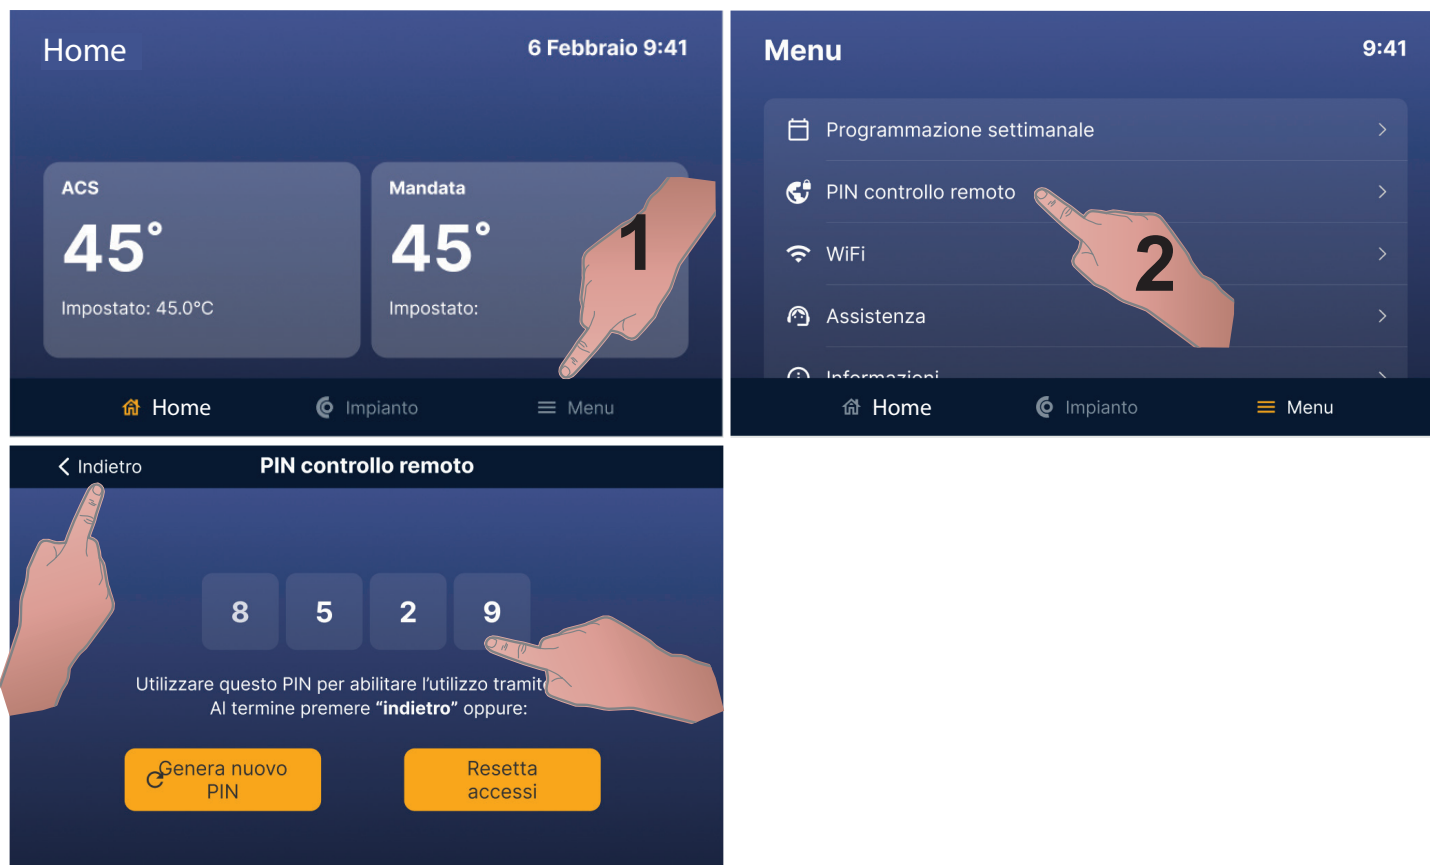 Home
6 Febbraio 9:41
ACS
45°
Impostato: 45.0°C
Mandata
45°
Impostato:
1
Home
Impianto
Menu
Menu
9:41
Programmazione settimanale
PIN controllo remoto
WiFi
Assistenza
Informazioni
2
Home
Impianto
Menu
Indietro
PIN controllo remoto
8 5 2 9
Utilizzare questo PIN per abilitare l'utilizzo tramite
Al termine premere “indietro” oppure:
Genera nuovo
PIN
Resetta
accessi